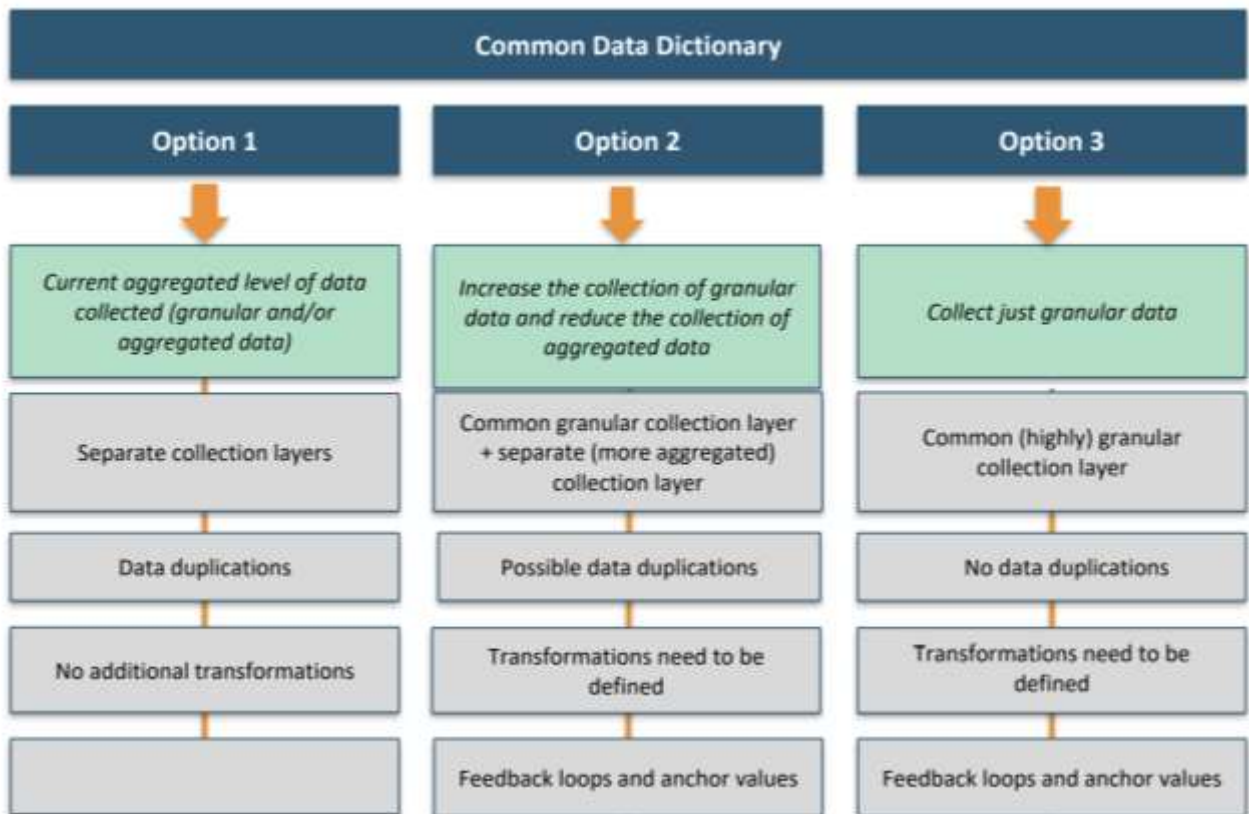 Common Data Dictionary
Option 1
Option 2
Option 3
Current aggregated level of data
collected (granular and/or
aggregated data)
Increase the collection of granular
data and reduce the collection of
aggregated data
Collect just granular data
Separate collection layers
Common granular collection layer
+ separate (more aggregated)
collection layer
Common (highly) granular
collection layer
Data duplications
Possible data duplications
No data duplications
No additional transformations
Transformations need to be
defined
Transformations need to be
defined
Feedback loops and anchor values
Feedback loops and anchor values